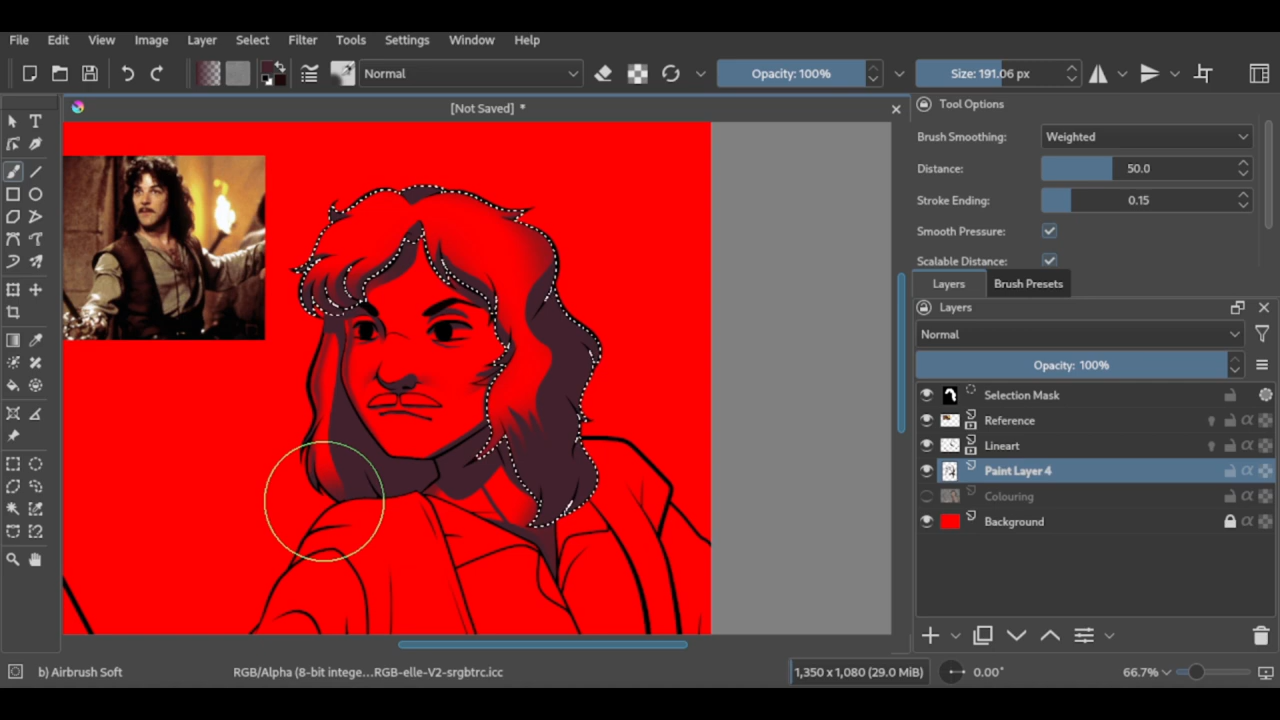 File Edit View Image Layer Select Filter Tools Settings Window Help
Normal
Opacity: 100%
Size: 191.06 px
[Not Saved] *
Tool Options
Brush Smoothing: Weighted
Distance: 50.0
Stroke Ending: 0.15
Smooth Pressure:
Scalable Distance:
Layers Brush Presets
Layers
Normal
Opacity: 100%
Selection Mask
Reference
Lineart
Paint Layer 4
Colouring
Background
b) Airbrush Soft
RGB/Alpha (8-bit intege...RGB-elle-V2-srgbtrc.icc
1,350 x 1,080 (29.0 MiB)
0.00°
66.7%